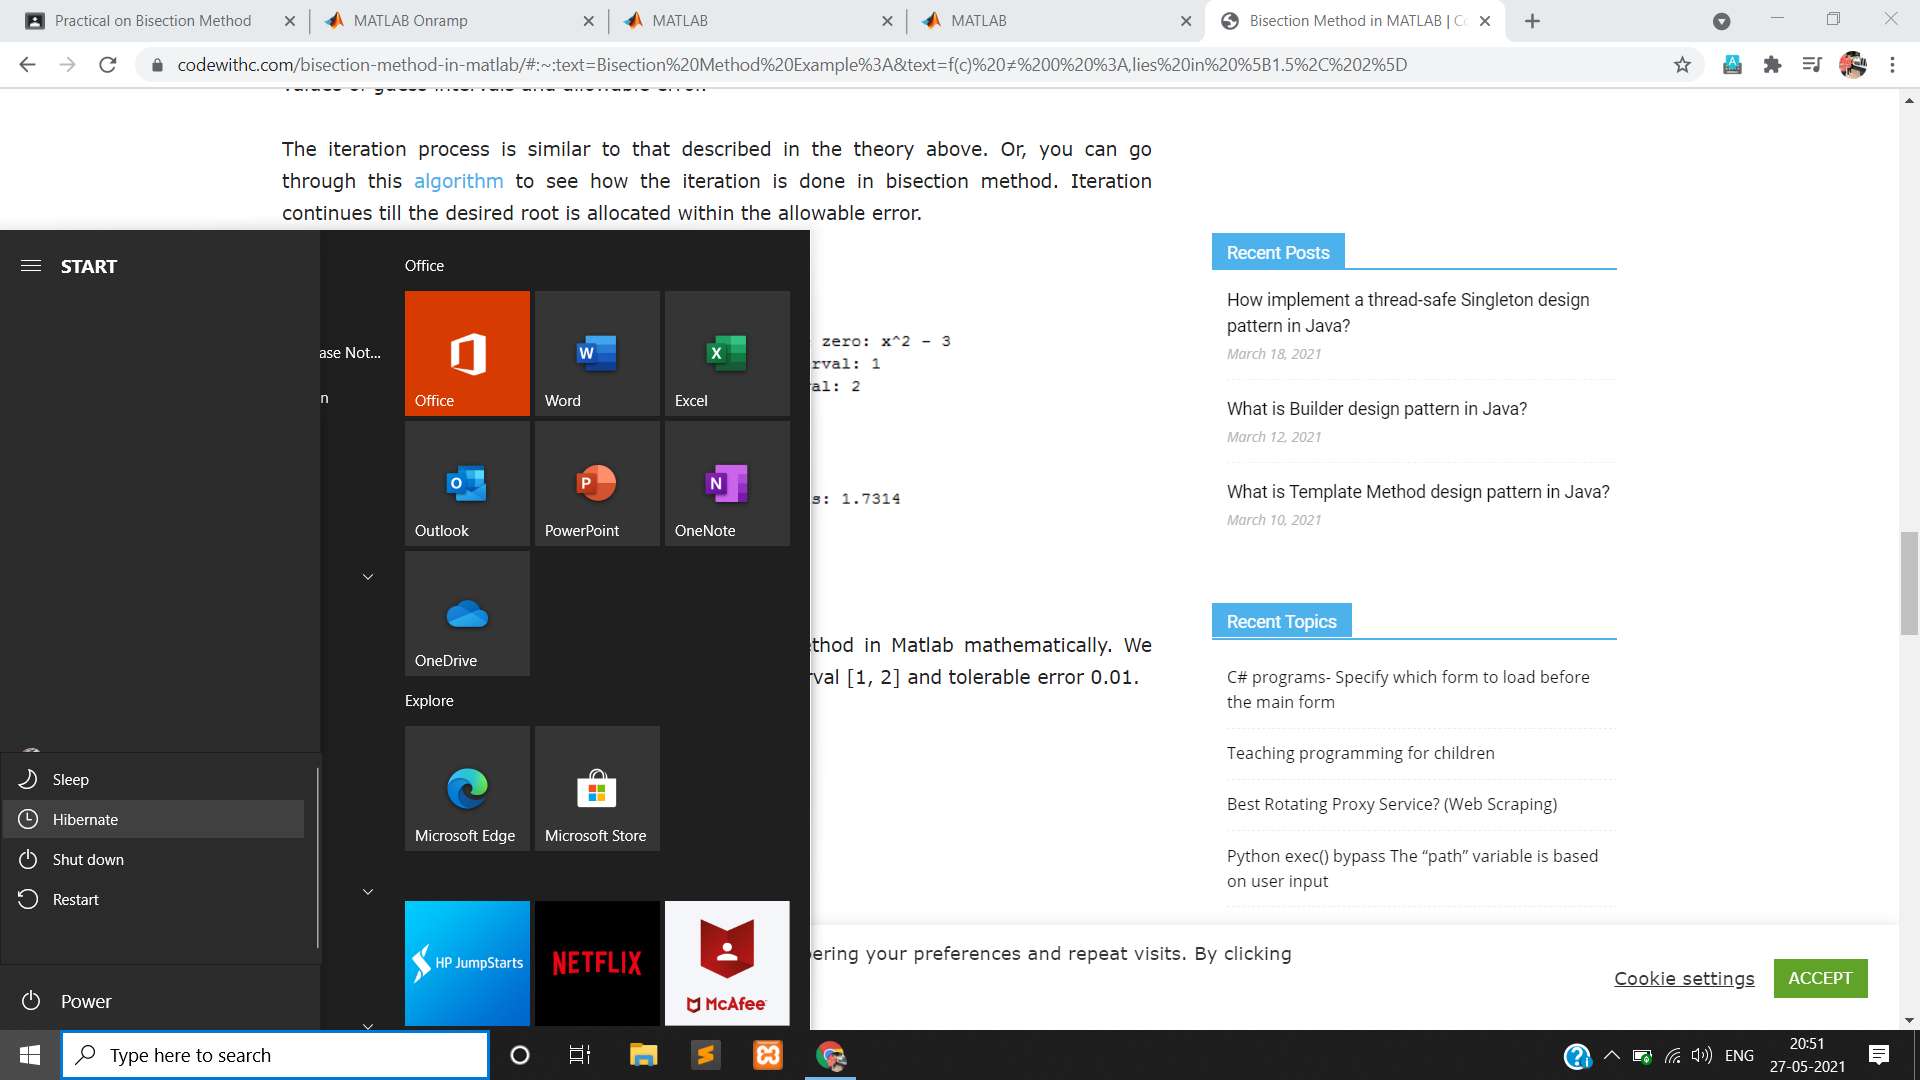 Practical on Bisection Method
MATLAB Onramp
MATLAB
MATLAB
Bisection Method in MATLAB | Co
codewithc.com/bisection-method-in-matlab/#:~:text=Bisection%20Method%20Example%3A&text=f(c)%20≠%200%20%3A,lies%20in%20%5B1.5%2C%202%5D
values of guess intervals and allowable error.
The iteration process is similar to that described in the theory above. Or, you can go
through this algorithm to see how the iteration is done in bisection method. Iteration
continues till the desired root is allocated within the allowable error.
zero: x^2 - 3
rval: 1
al: 2
s: 1.7314
thod in Matlab mathematically. We
rval [1, 2] and tolerable error 0.01.
START
ase Not...
n
Office
Office
Word
Excel
Outlook
PowerPoint
OneNote
OneDrive
Explore
Microsoft Edge
Microsoft Store
HP JumpStarts
NETFLIX
McAfee
Sleep
Hibernate
Shut down
Restart
Power
Recent Posts
How implement a thread-safe Singleton design
pattern in Java?
March 18, 2021
What is Builder design pattern in Java?
March 12, 2021
What is Template Method design pattern in Java?
March 10, 2021
Recent Topics
C# programs- Specify which form to load before
the main form
Teaching programming for children
Best Rotating Proxy Service? (Web Scraping)
Python exec() bypass The “path” variable is based
on user input
ering your preferences and repeat visits. By clicking
Cookie settings
ACCEPT
Type here to search
ENG
20:51
27-05-2021